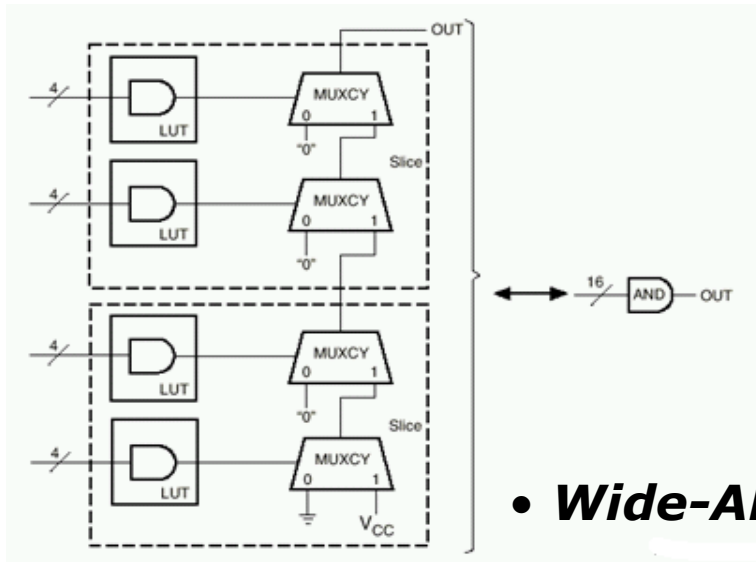 OUT
4
MUXCY
0 1
LUT
"0"
Slice
4
MUXCY
0 1
LUT
"0"
16
AND
OUT
4
MUXCY
0 1
LUT
"0"
Slice
4
MUXCY
0 1
LUT
VCC